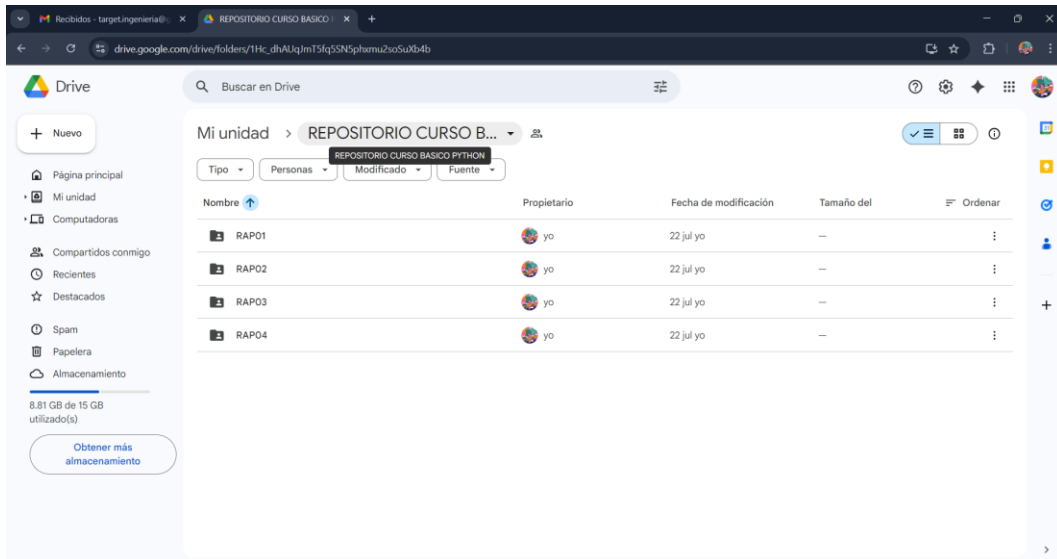 Recibidos - target.ingenieria@g
REPOSITORIO CURSO BASICO
drive.google.com/drive/folders/1Hc_dhAUqJmT5fq5SN5phxmu2soSuXb4b
Drive
Buscar en Drive
Nuevo
Mi unidad > REPOSITORIO CURSO B...
REPOSITORIO CURSO BASICO PYTHON
Tipo Personas Modificado Fuente
Página principal
Mi unidad
Computadoras
Compartidos conmigo
Recientes
Destacados
Spam
Papelera
Almacenamiento
8.81 GB de 15 GB
utilizado(s)
Obtener más
almacenamiento
Nombre Propietario Fecha de modificación Tamaño del Ordenar
RAP01 yo 22 jul yo —
RAP02 yo 22 jul yo —
RAP03 yo 22 jul yo —
RAP04 yo 22 jul yo —